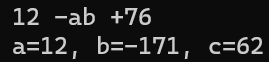 12 -ab +76
a=12, b=-171, c=62